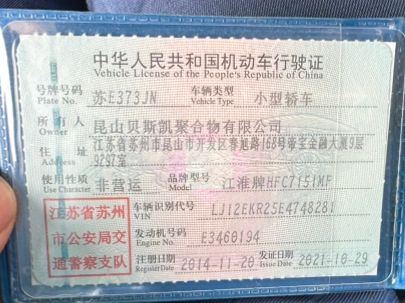 中华人民共和国机动车行驶证
Vehicle License of the People's Republic of China
号牌号码 苏E373JN 车辆类型 小型轿车
Plate No. Vehicle Type
所有人 昆山贝斯凯聚合物有限公司
Owner
住址 江苏省苏州市昆山市开发区春旭路168号帝宝金融大厦9层
Address 9Z97室
使用性质 非营运 品牌型号 江淮牌HFC7151MF
Use Character Model
江苏省苏州 车辆识别代号 LJ12EKR25E4748281
VIN
市公安局交 发动机号码 E3460194
Engine No.
通警察支队 注册日期 2014-11-20 发证日期 2021-10-29
Register Date Issue Date